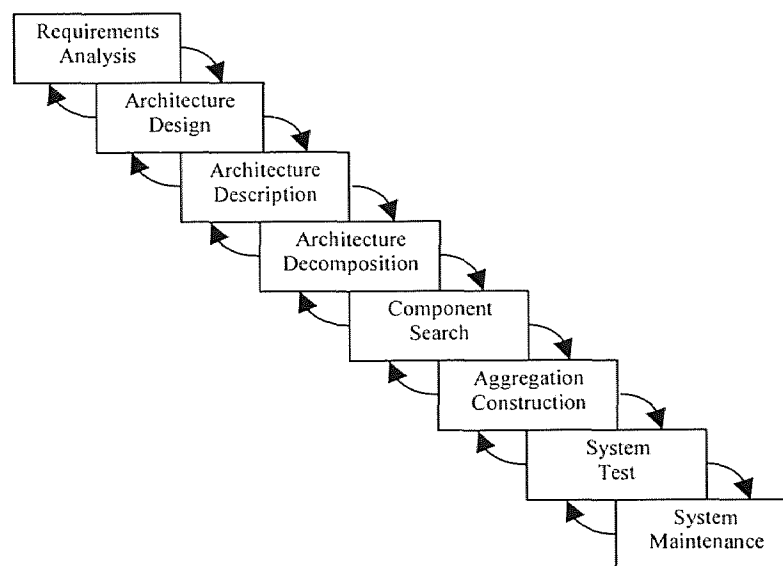 Requirements
Analysis
Architecture
Design
Architecture
Description
Architecture
Decomposition
Component
Search
Aggregation
Construction
System
Test
System
Maintenance